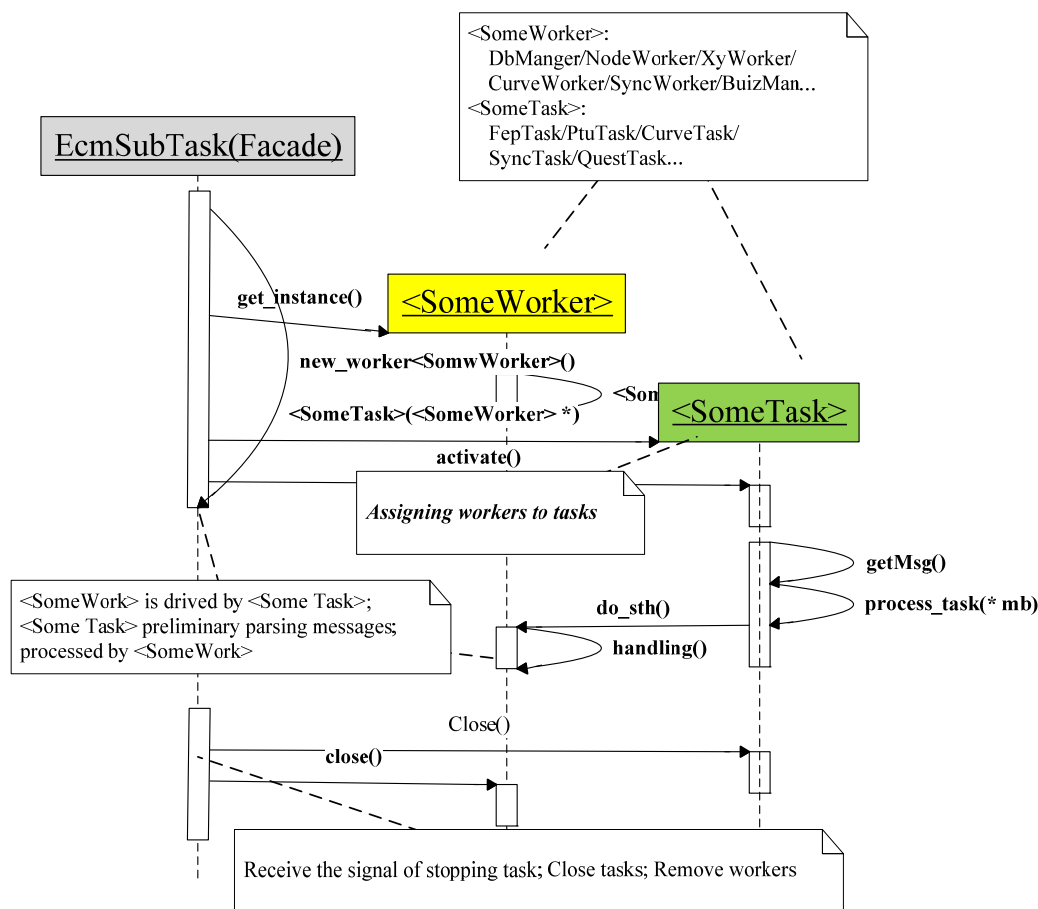 <SomeWorker>:
DbManger/NodeWorker/XyWorker/
CurveWorker/SyncWorker/BuizMan...
<SomeTask>:
FepTask/PtuTask/CurveTask/
SyncTask/QuestTask...
EcmSubTask(Facade)
get_instance()
<SomeWorker>
new_worker<SomwWorker>()
<Som
<SomeTask>(<SomeWorker> *)
<SomeTask>
activate()
Assigning workers to tasks
getMsg()
process_task(* mb)
do_sth()
handling()
<SomeWork> is drived by <Some Task>;
<Some Task> preliminary parsing messages;
processed by <SomeWork>
Close()
close()
Receive the signal of stopping task; Close tasks; Remove workers